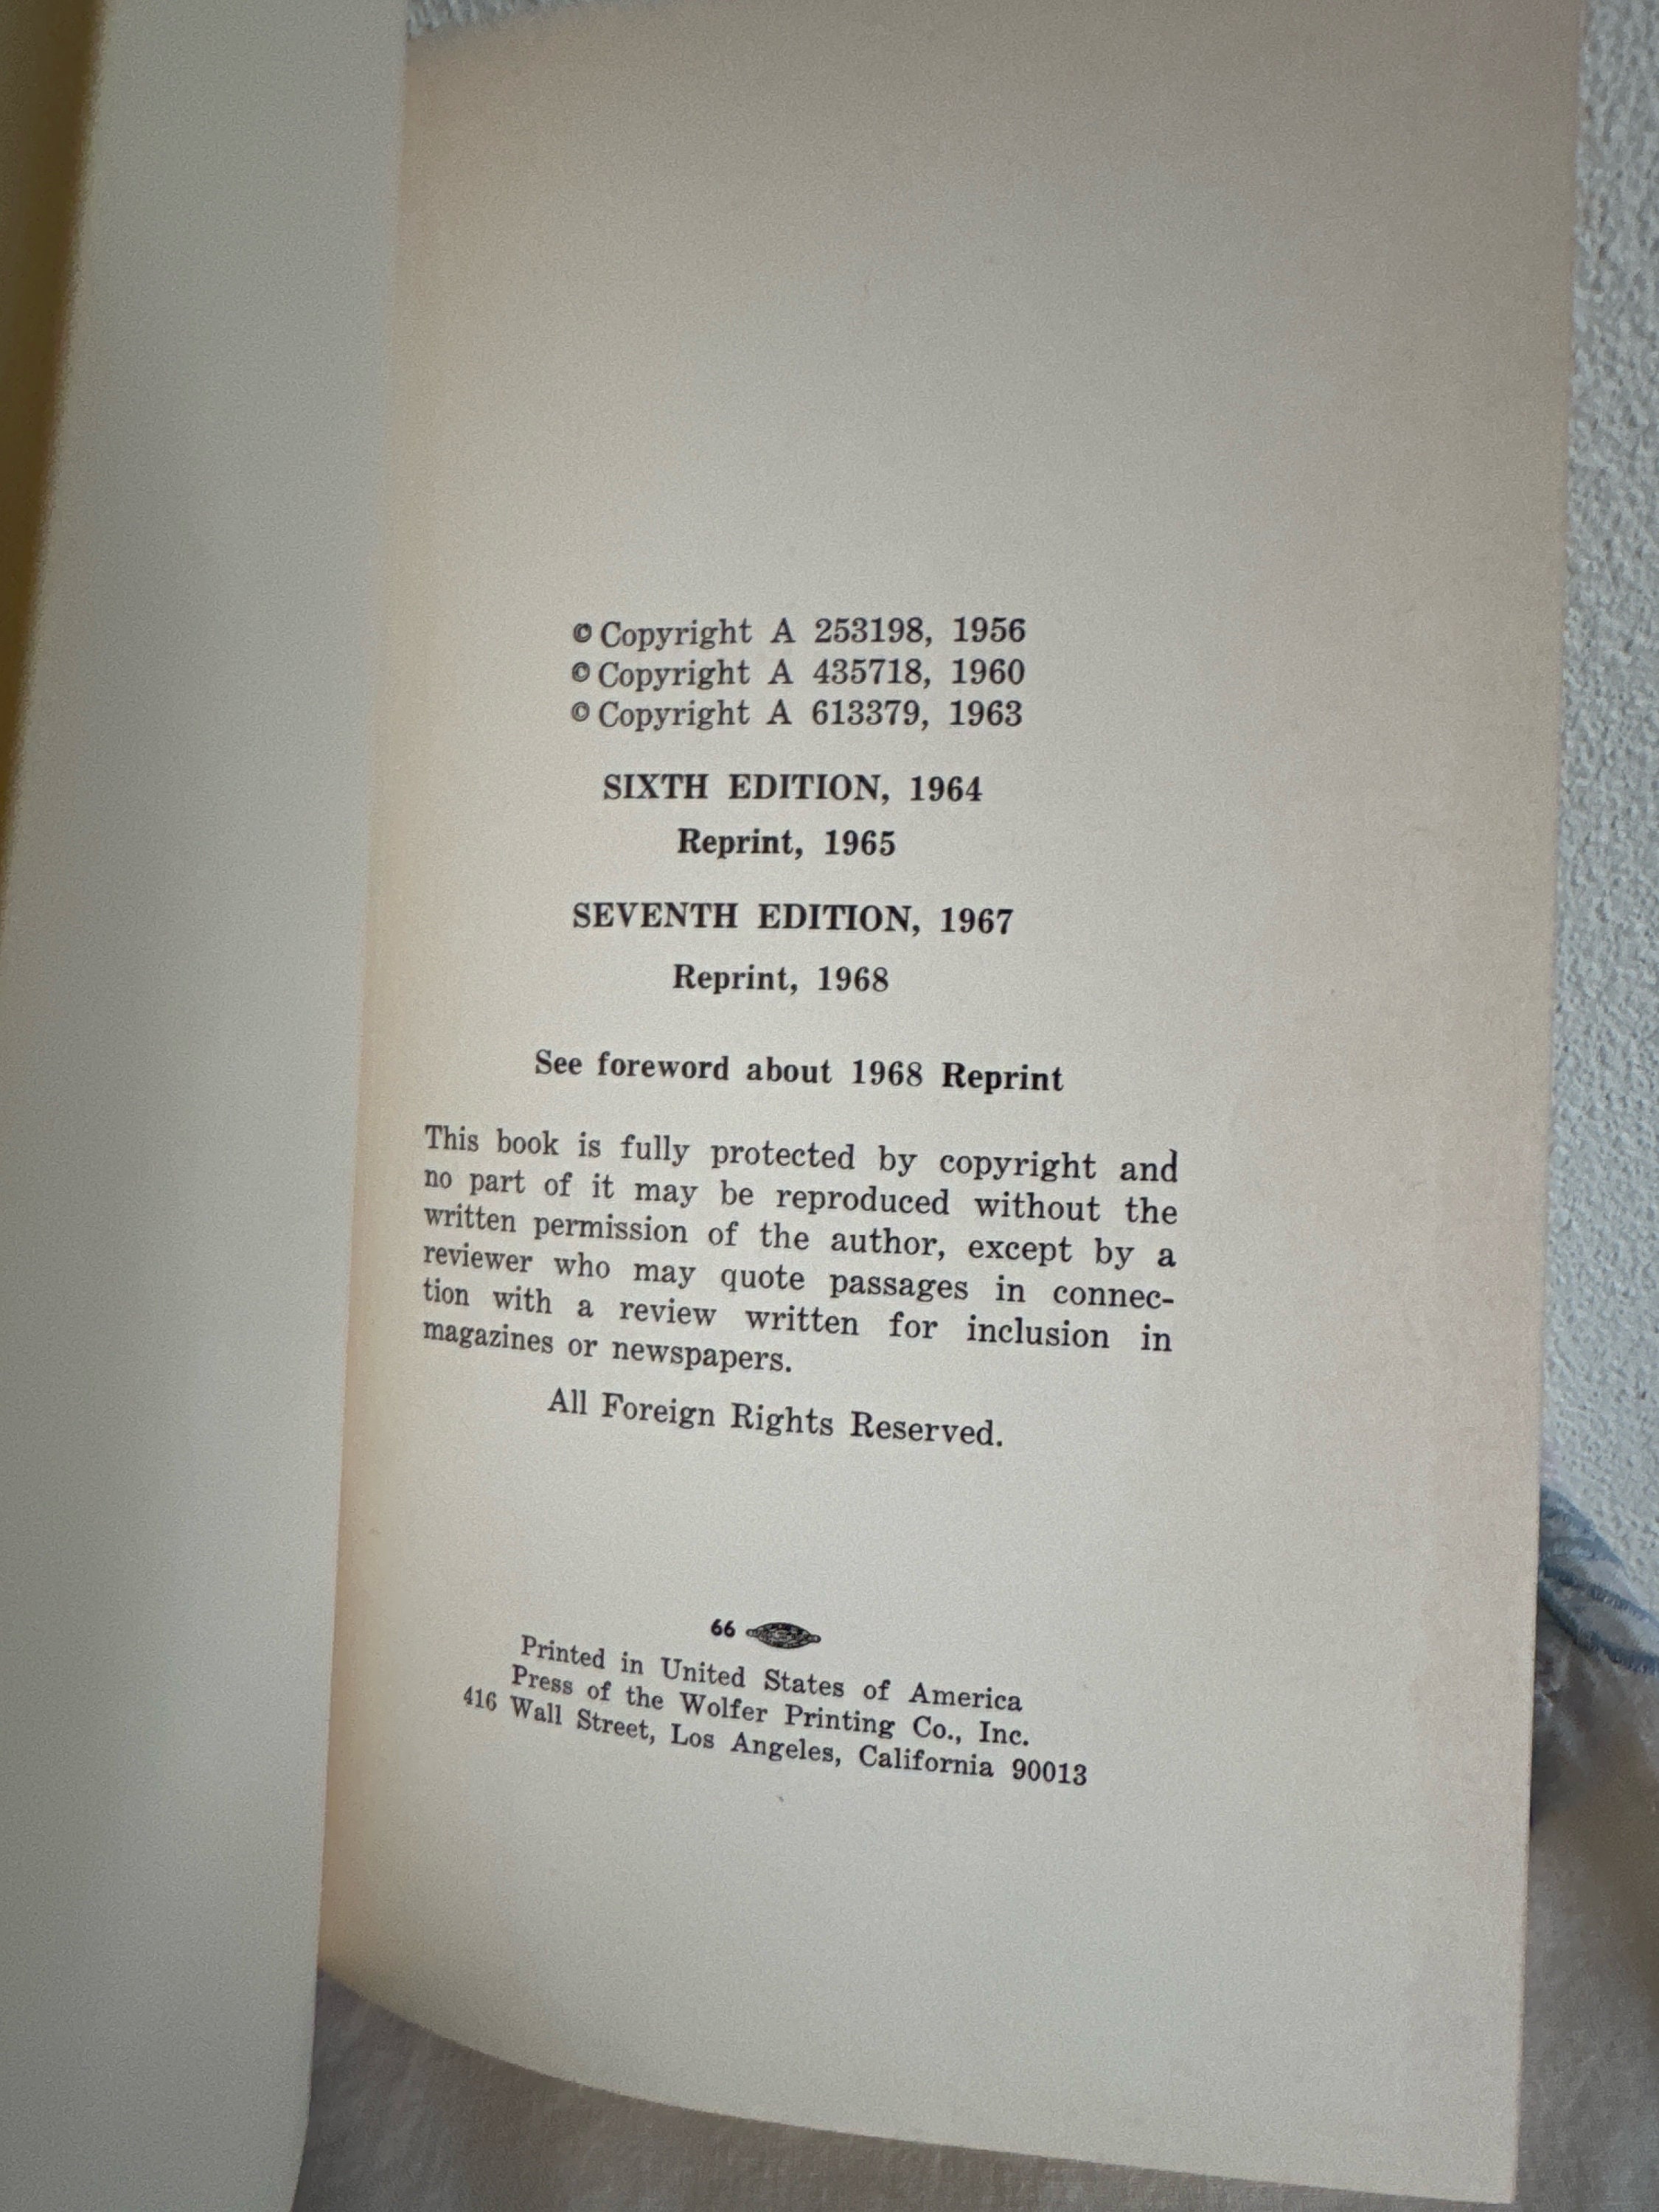 © Copyright A 253198, 1956
© Copyright A 435718, 1960
© Copyright A 613379, 1963
SIXTH EDITION, 1964
Reprint, 1965
SEVENTH EDITION, 1967
Reprint, 1968
See foreword about 1968 Reprint
This book is fully protected by copyright and
no part of it may be reproduced without the
written permission of the author, except by a
reviewer who may quote passages in connec-
tion with a review written for inclusion in
magazines or newspapers.
All Foreign Rights Reserved.
66
Printed in United States of America
Press of the Wolfer Printing Co., Inc.
416 Wall Street, Los Angeles, California 90013